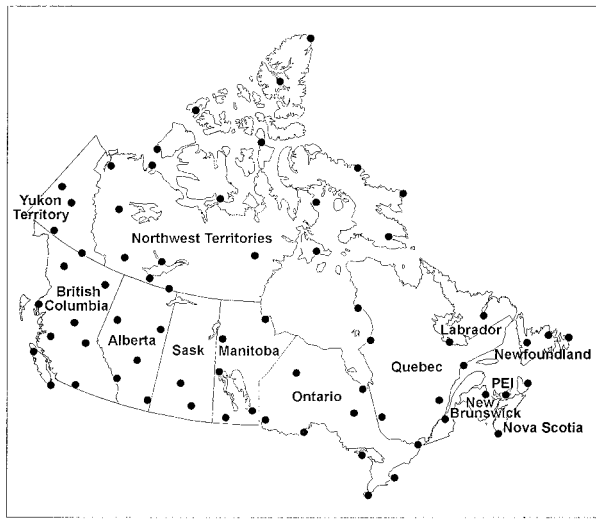 Yukon
Territory
Northwest Territories
British
Columbia
Alberta
Sask
Manitoba
Ontario
Quebec
Labrador
Newfoundland
PEI
New
Brunswick
Nova Scotia